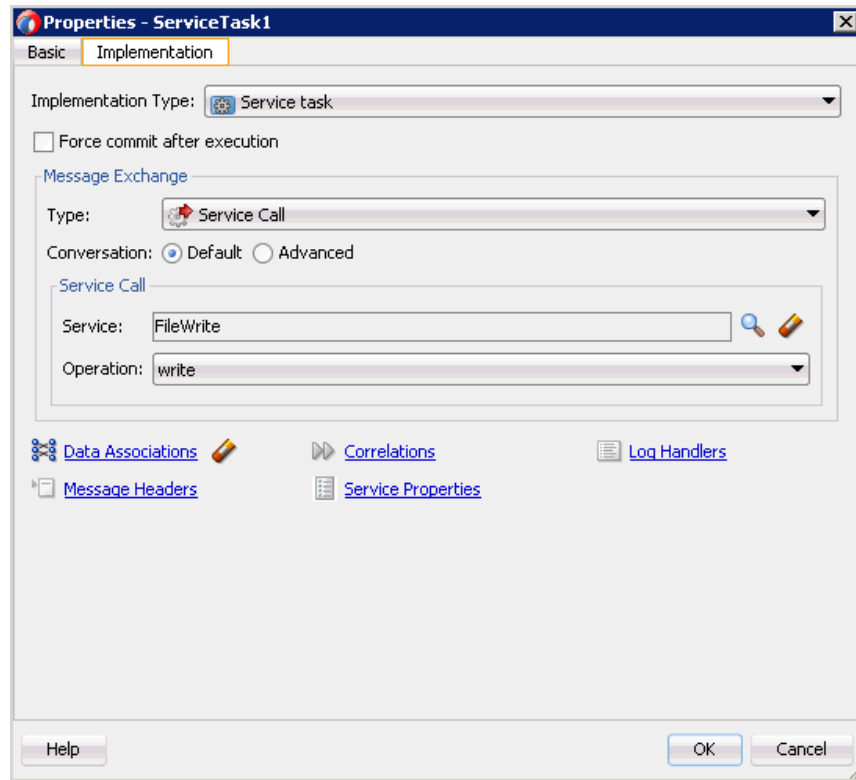 Properties - ServiceTask1
Basic Implementation
Implementation Type: Service task
Force commit after execution
Message Exchange
Type: Service Call
Conversation: Default Advanced
Service Call
Service: FileWrite
Operation: write
Data Associations Correlations Log Handlers
Message Headers Service Properties
Help OK Cancel